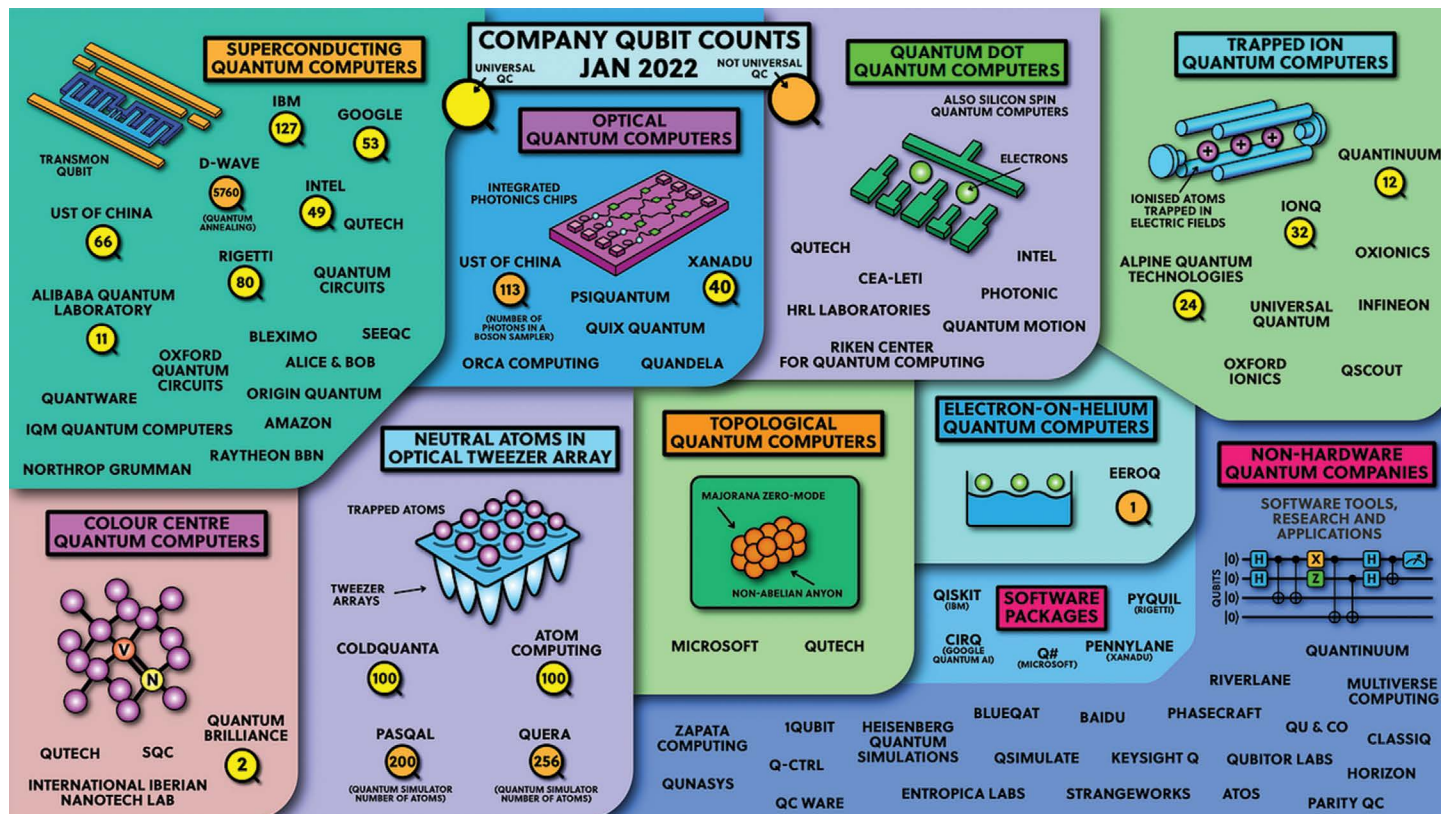 COMPANY QUBIT COUNTS
JAN 2022
UNIVERSAL
QC
NOT UNIVERSAL
QC
SUPERCONDUCTING
QUANTUM COMPUTERS
TRANSMON
QUBIT
IBM
127
GOOGLE
53
D-WAVE
5760
(QUANTUM
ANNEALING)
INTEL
49
QUTECH
UST OF CHINA
66
RIGETTI
80
QUANTUM
CIRCUITS
ALIBABA QUANTUM
LABORATORY
11
BLEXIMO
SEEQC
OXFORD
QUANTUM
CIRCUITS
ALICE & BOB
QUANTWARE
ORIGIN QUANTUM
IQM QUANTUM COMPUTERS
AMAZON
NORTHROP GRUMMAN
RAYTHEON BBN
OPTICAL
QUANTUM COMPUTERS
INTEGRATED
PHOTONICS CHIPS
UST OF CHINA
113
(NUMBER OF
PHOTONS IN A
BOSON SAMPLER)
XANADU
40
PSIQUANTUM
QUIX QUANTUM
ORCA COMPUTING
QUANDELA
QUANTUM DOT
QUANTUM COMPUTERS
ALSO SILICON SPIN
QUANTUM COMPUTERS
ELECTRONS
QUTECH
INTEL
CEA-LETI
PHOTONIC
HRL LABORATORIES
QUANTUM MOTION
RIKEN CENTER
FOR QUANTUM COMPUTING
TRAPPED ION
QUANTUM COMPUTERS
+ + +
IONISED ATOMS
TRAPPED IN
ELECTRIC FIELDS
QUANTINUUM
12
IONQ
32
OXIONICS
ALPINE QUANTUM
TECHNOLOGIES
24
UNIVERSAL
QUANTUM
INFINEON
OXFORD
IONICS
QSCOUT
COLOUR CENTRE
QUANTUM COMPUTERS
V
N
QUANTUM
BRILLIANCE
2
QUTECH
SQC
INTERNATIONAL IBERIAN
NANOTECH LAB
NEUTRAL ATOMS IN
OPTICAL TWEEZER ARRAY
TRAPPED ATOMS
TWEEZER
ARRAYS
COLDQUANTA
100
ATOM
COMPUTING
100
PASQAL
200
(QUANTUM SIMULATOR
NUMBER OF ATOMS)
QUERA
256
(QUANTUM SIMULATOR
NUMBER OF ATOMS)
TOPOLOGICAL
QUANTUM COMPUTERS
MAJORANA ZERO-MODE
NON-ABELIAN ANYON
MICROSOFT
QUTECH
ELECTRON-ON-HELIUM
QUANTUM COMPUTERS
EEROQ
1
SOFTWARE
PACKAGES
QISKIT
(IBM)
PYQUIL
(RIGETTI)
CIRQ
(GOOGLE
QUANTUM AI)
Q#
(MICROSOFT)
PENNYLANE
(XANADU)
NON-HARDWARE
QUANTUM COMPANIES
SOFTWARE TOOLS,
RESEARCH AND
APPLICATIONS
QUBITS
|0⟩ H X H
|0⟩ H Z H
|0⟩
|0⟩
QUANTINUUM
RIVERLANE
MULTIVERSE
COMPUTING
ZAPATA
COMPUTING
1QUBIT
HEISENBERG
QUANTUM
SIMULATIONS
BLUEQAT
BAIDU
PHASECRAFT
QU & CO
CLASSIQ
Q-CTRL
QSIMULATE
KEYSIGHT Q
QUBITOR LABS
QUNASYS
HORIZON
QC WARE
ENTROPICA LABS
STRANGEWORKS
ATOS
PARITY QC